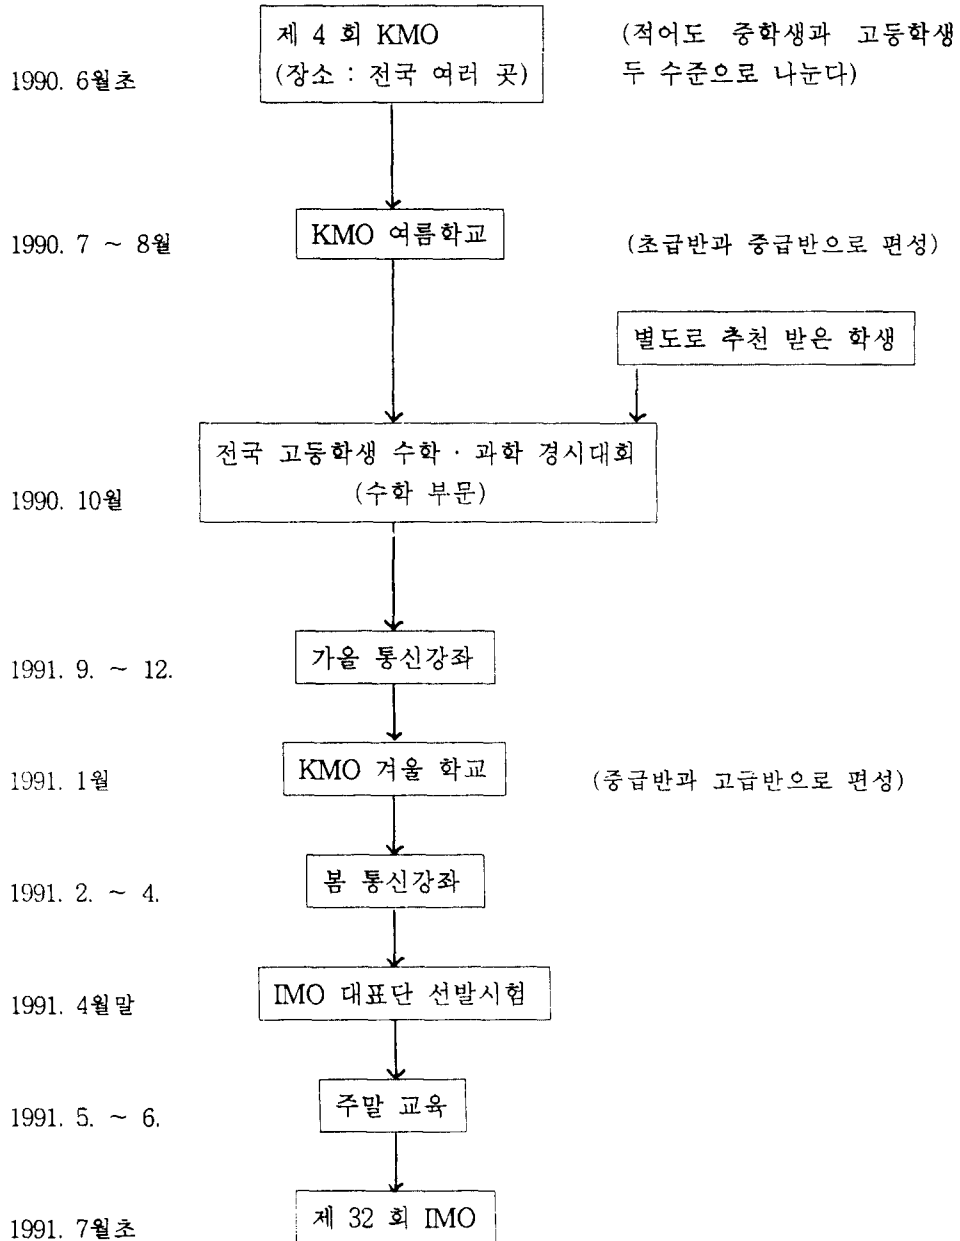 제 4 회 KMO
(장소 : 전국 여러 곳)
(적어도 중학생과 고등학생
두 수준으로 나눈다)
1990. 6월초
KMO 여름학교
1990. 7 ~ 8월
(초급반과 중급반으로 편성)
별도로 추천 받은 학생
전국 고등학생 수학 · 과학 경시대회
(수학 부문)
1990. 10월
가을 통신강좌
1991. 9. ~ 12.
KMO 겨울 학교
1991. 1월
(중급반과 고급반으로 편성)
봄 통신강좌
1991. 2. ~ 4.
IMO 대표단 선발시험
1991. 4월말
주말 교육
1991. 5. ~ 6.
제 32 회 IMO
1991. 7월초